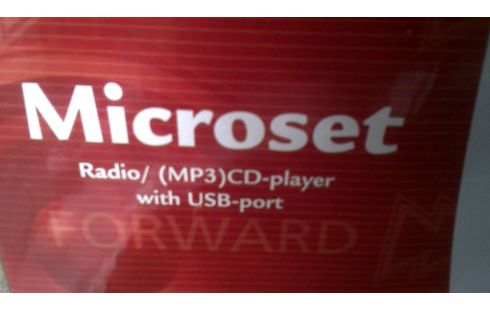 Microset
Radio/ (MP3)CD-player
with USB-port
FORWARD